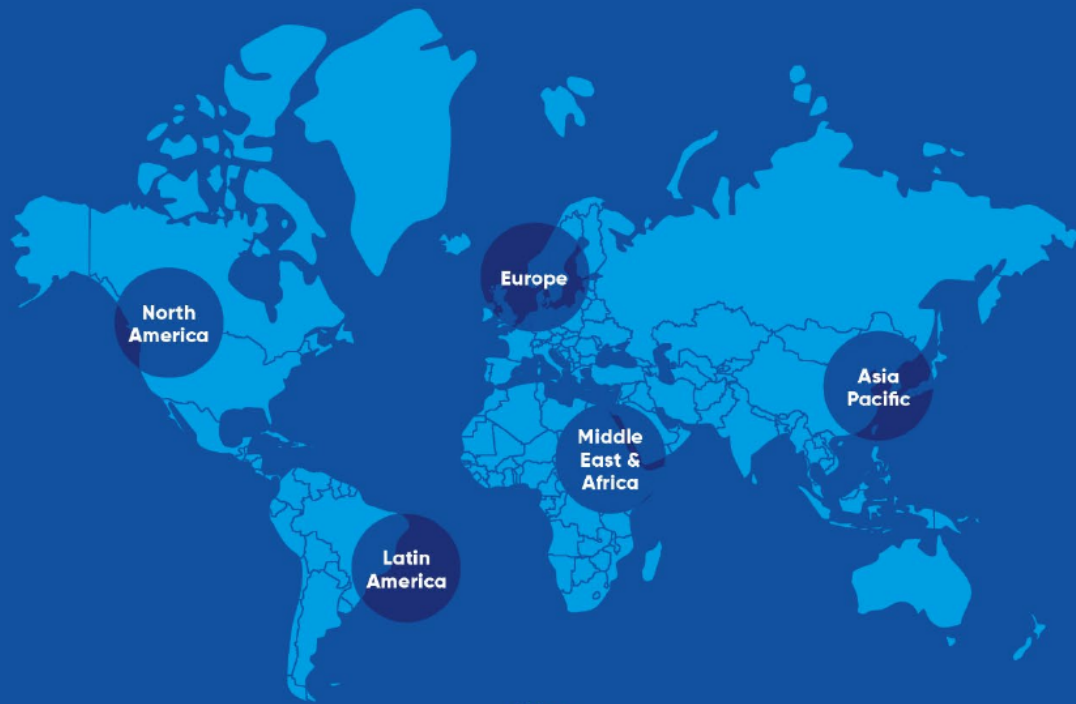 Europe
North
America
Asia
Pacific
Middle
East &
Africa
Latin
America